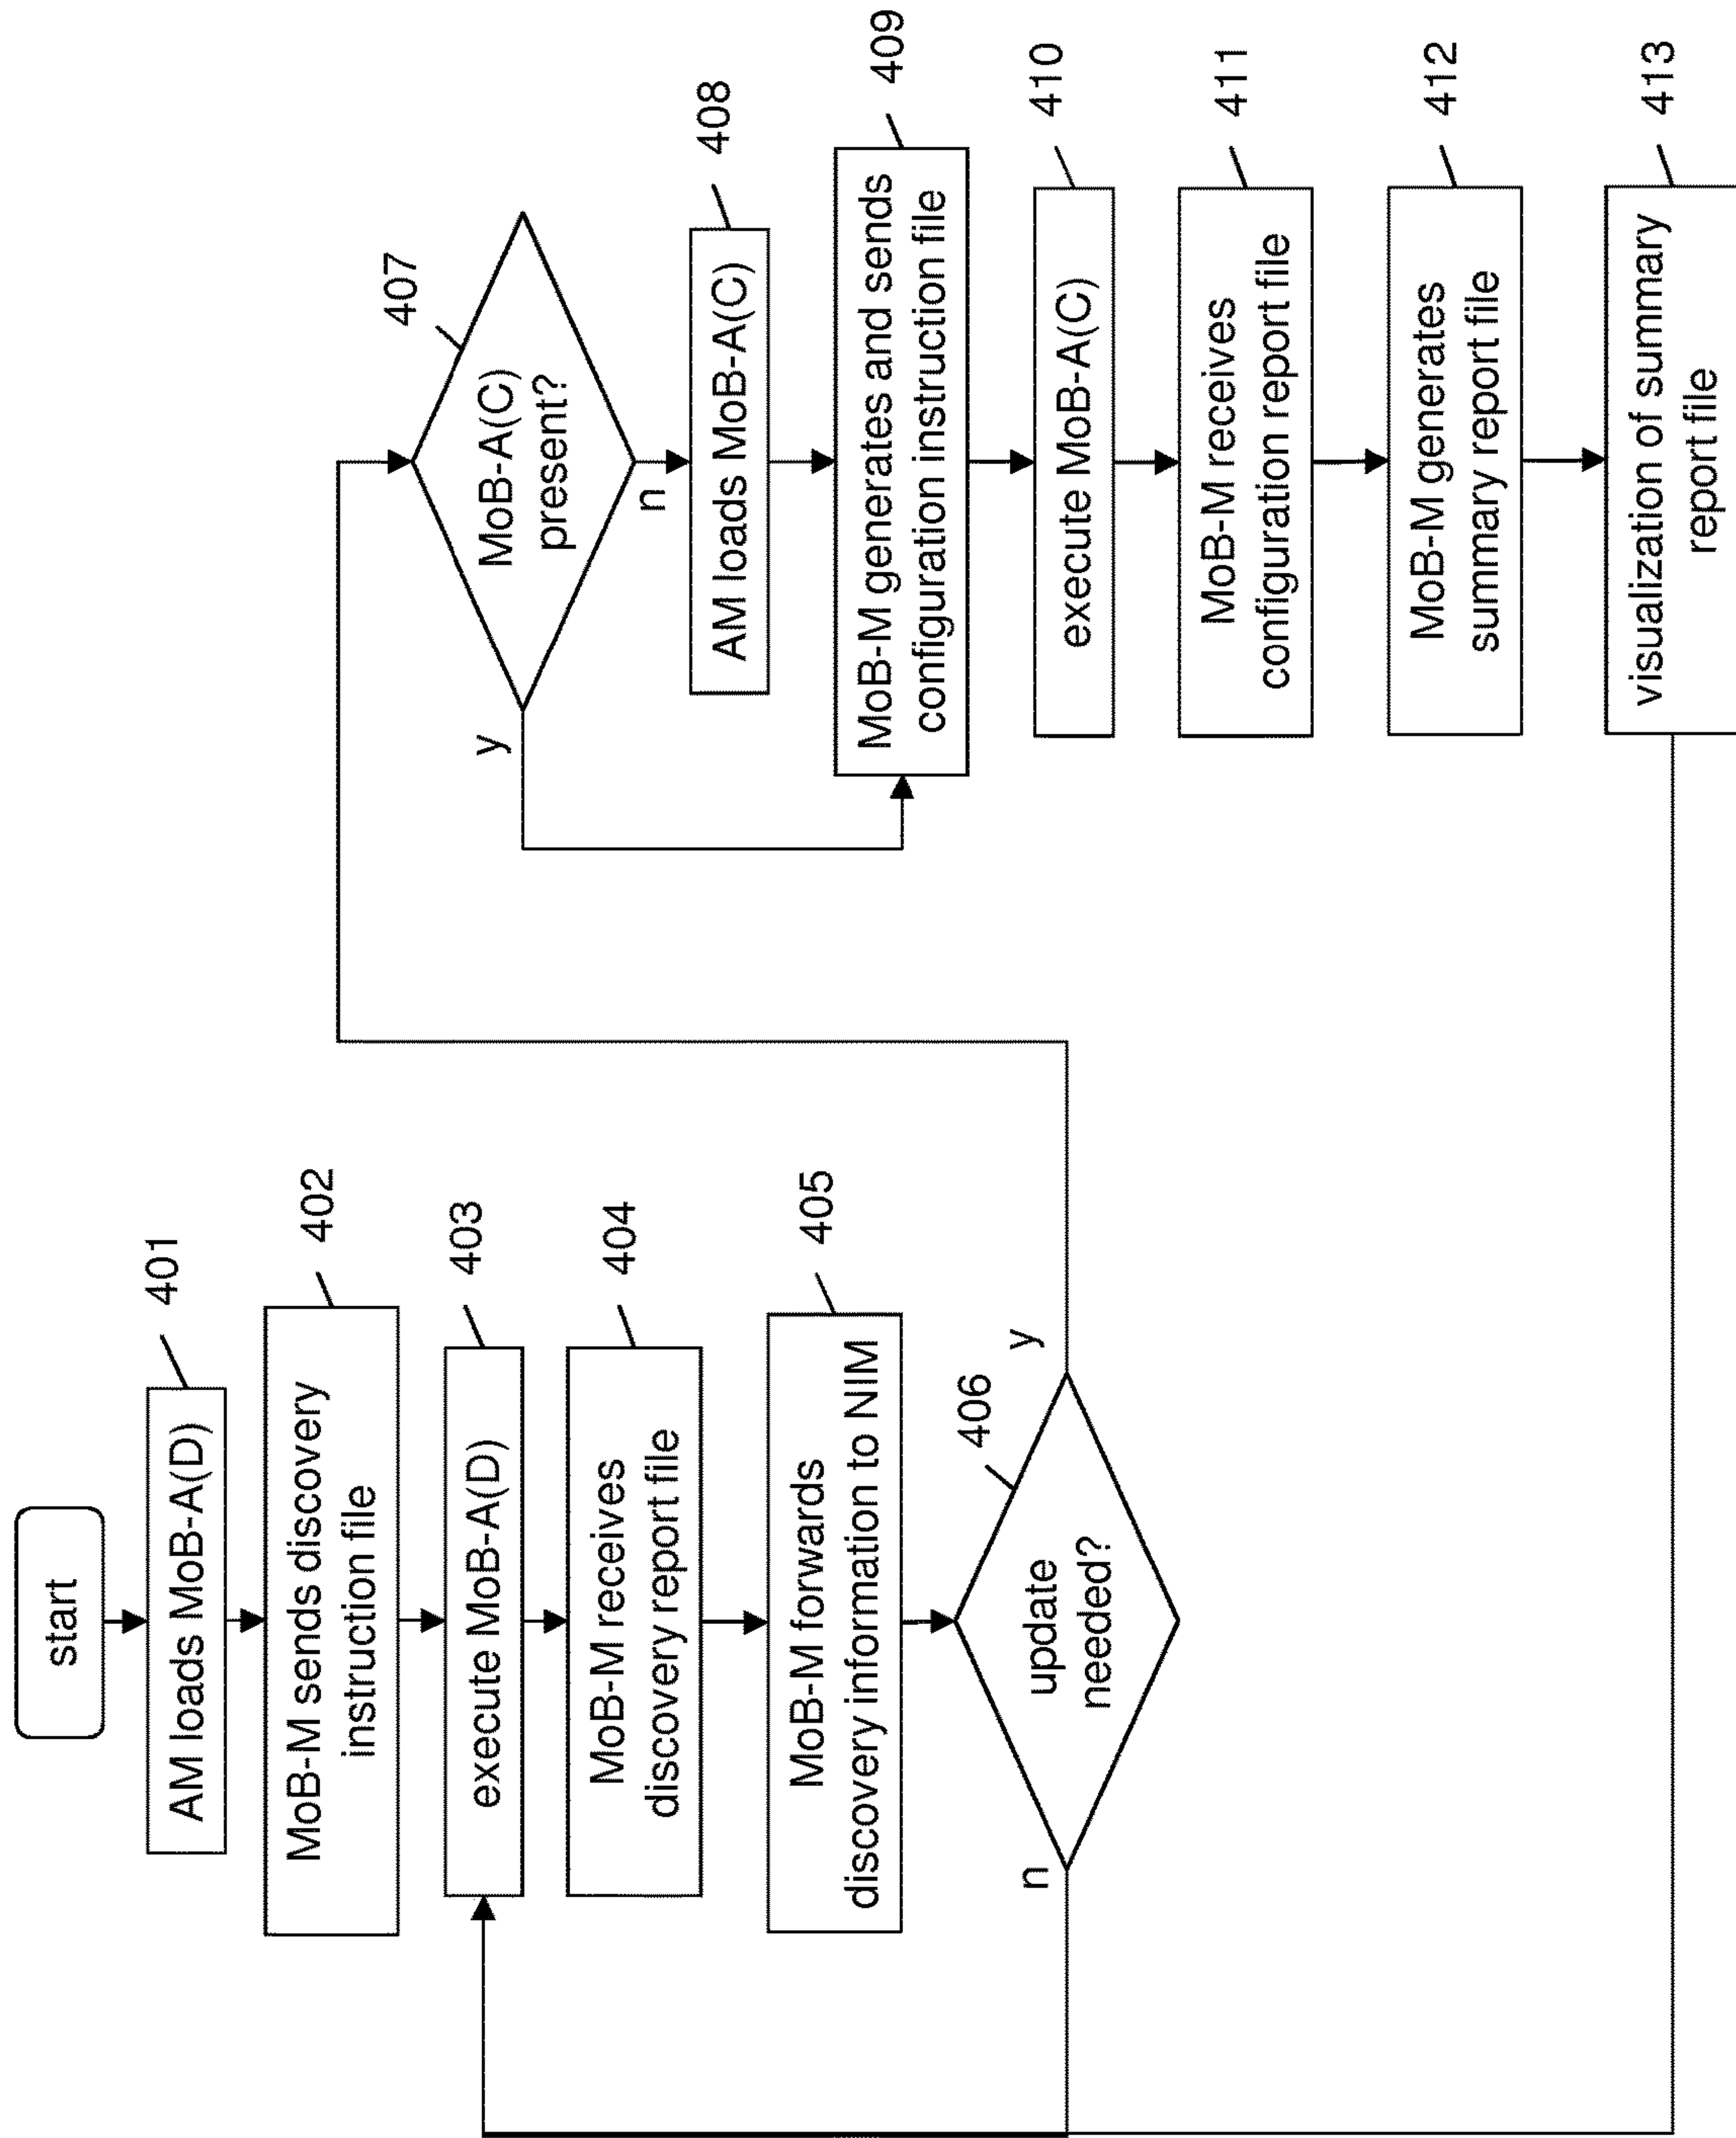 start
401
AM loads MoB-A(D)
402
MoB-M sends discovery
instruction file
403
execute MoB-A(D)
404
MoB-M receives
discovery report file
405
MoB-M forwards
discovery information to NIM
406
update
needed?
n
y
407
MoB-A(C)
present?
y
n
408
AM loads MoB-A(C)
409
MoB-M generates and sends
configuration instruction file
410
execute MoB-A(C)
411
MoB-M receives
configuration report file
412
MoB-M generates
summary report file
413
visualization of summary
report file